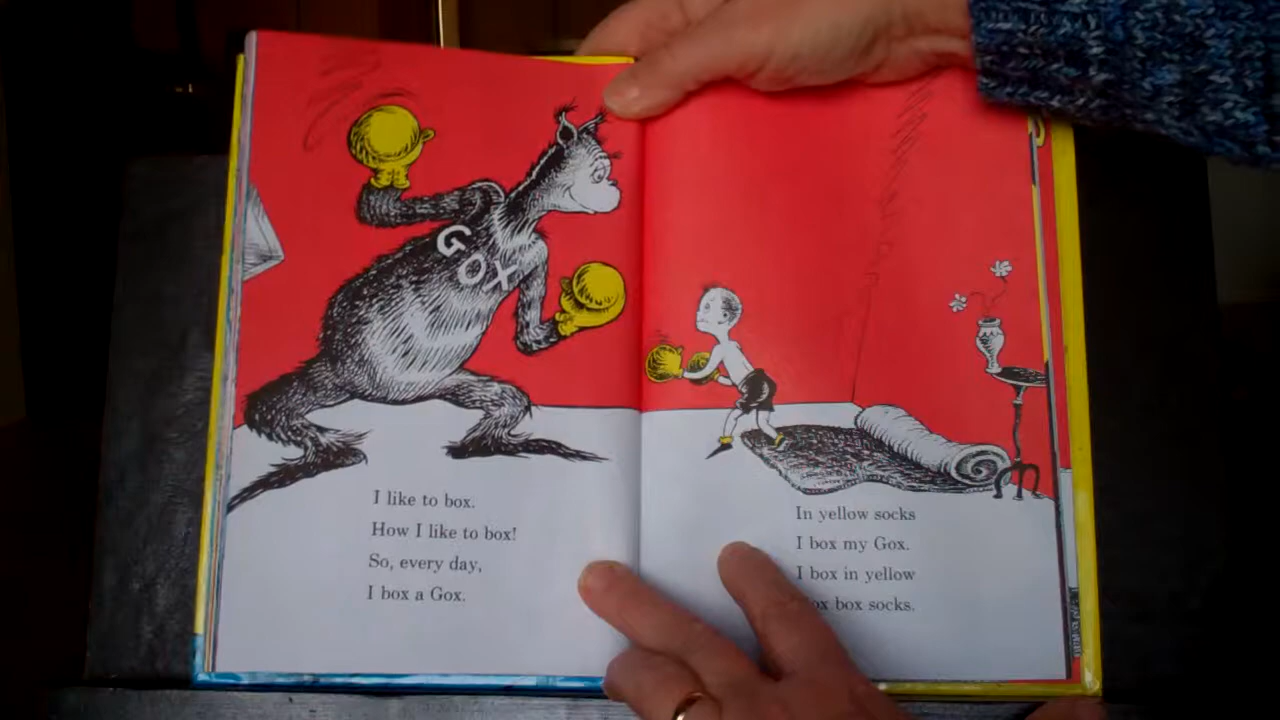 GOX
I like to box.
How I like to box!
So, every day,
I box a Gox.
In yellow socks
I box my Gox.
I box in yellow
box socks.